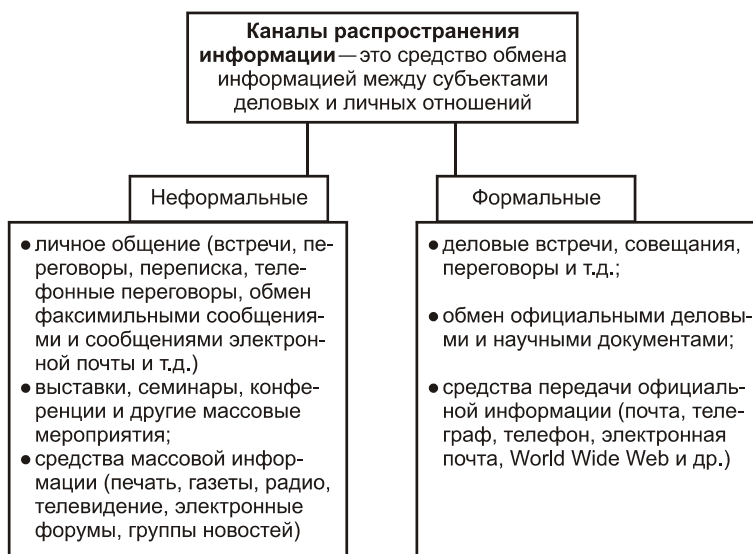 Каналы распространения
информации — это средство обмена
информацией между субъектами
деловых и личных отношений
Неформальные
● личное общение (встречи, пе-
реговоры, переписка, теле-
фонные переговоры, обмен
факсимильными сообщения-
ми и сообщениями электрон-
ной почты и т.д.)
● выставки, семинары, конфе-
ренции и другие массовые
мероприятия;
● средства массовой инфор-
мации (печать, газеты, радио,
телевидение, электронные
форумы, группы новостей)
Формальные
● деловые встречи, совещания,
переговоры и т.д.;
● обмен официальными деловы-
ми и научными документами;
● средства передачи официаль-
ной информации (почта, теле-
граф, телефон, электронная
почта, World Wide Web и др.)